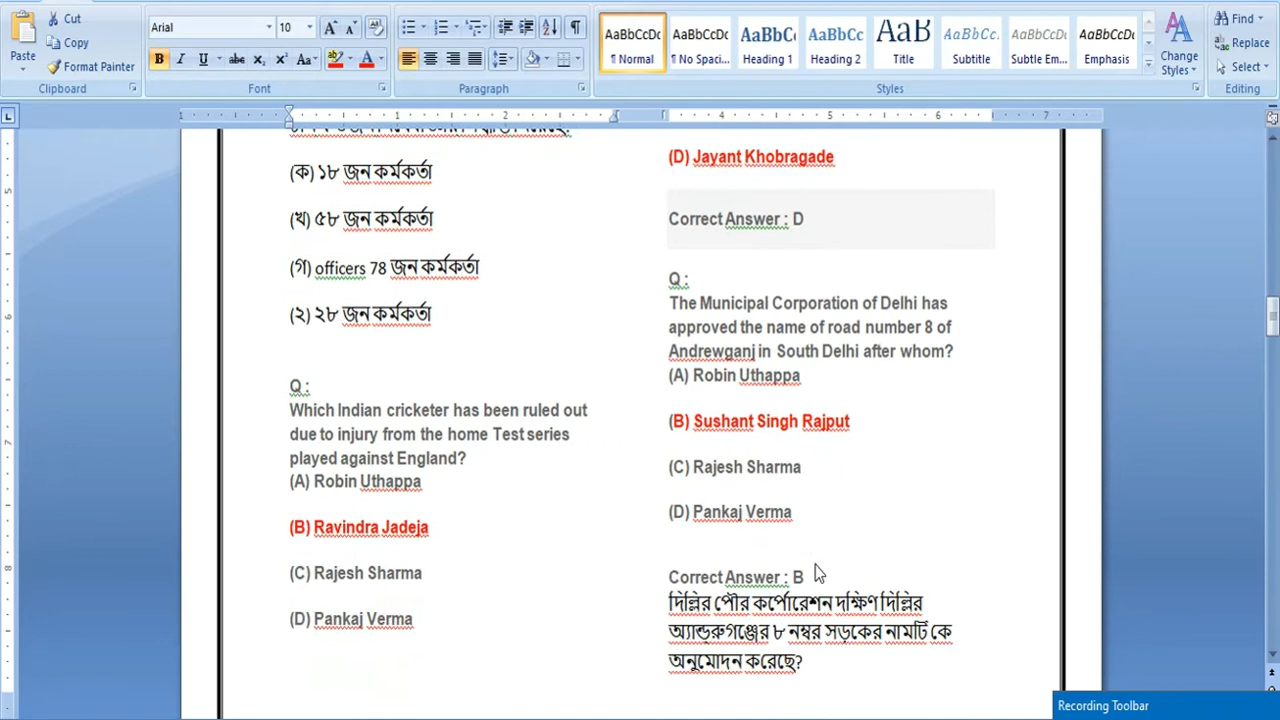 Cut
Copy
Format Painter
Paste
Clipboard
Arial
10
Font
Paragraph
AaBbCcDc
¶ Normal
AaBbCcDc
¶ No Spaci...
AaBbC
Heading 1
AaBbCc
Heading 2
AaB
Title
AaBbCc.
Subtitle
AaBbCcDc
Subtle Em...
AaBbCcDc
Emphasis
Change
Styles
Styles
Find
Replace
Select
Editing
(ক) ১৮ জন কর্মকর্তা
(খ) ৫৮ জন কর্মকর্তা
(গ) officers 78 জন কর্মকর্তা
(২) ২৮ জন কর্মকর্তা
Q :
Which Indian cricketer has been ruled out
due to injury from the home Test series
played against England?
(A) Robin Uthappa
(B) Ravindra Jadeja
(C) Rajesh Sharma
(D) Pankaj Verma
(D) Jayant Khobragade
Correct Answer : D
Q :
The Municipal Corporation of Delhi has
approved the name of road number 8 of
Andrewganj in South Delhi after whom?
(A) Robin Uthappa
(B) Sushant Singh Rajput
(C) Rajesh Sharma
(D) Pankaj Verma
Correct Answer : B
দিল্লির পৌর কর্পোরেশন দক্ষিণ দিল্লির
অ্যান্ড্রুগঞ্জের ৮ নম্বর সড়কের নামটি কে
অনুমোদন করেছে?
Recording Toolbar